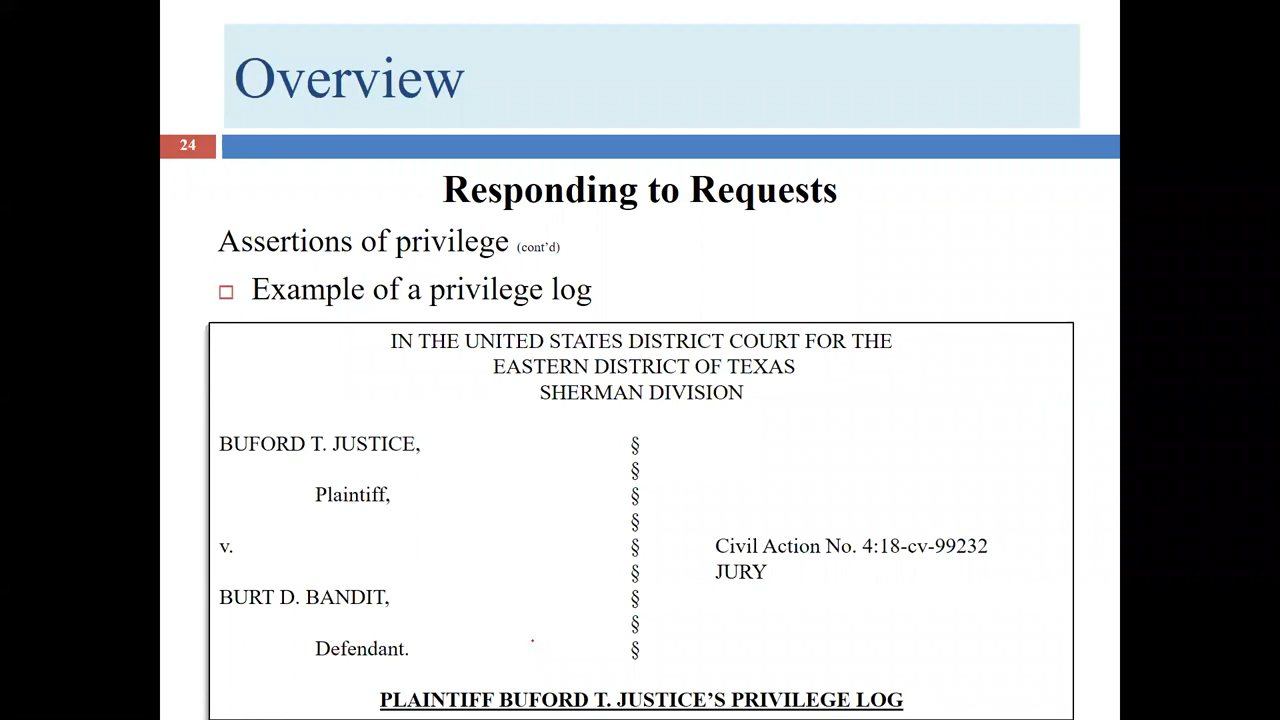 Overview
24
Responding to Requests
Assertions of privilege (cont’d)
Example of a privilege log
IN THE UNITED STATES DISTRICT COURT FOR THE
EASTERN DISTRICT OF TEXAS
SHERMAN DIVISION
BUFORD T. JUSTICE, §
§
Plaintiff, §
§
v. § Civil Action No. 4:18-cv-99232
§ JURY
BURT D. BANDIT, §
§
Defendant. §
PLAINTIFF BUFORD T. JUSTICE’S PRIVILEGE LOG